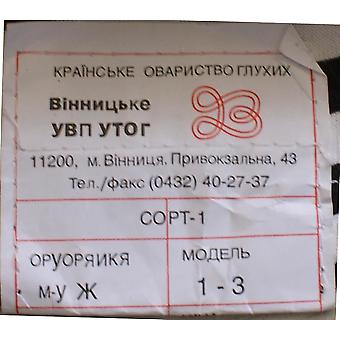 КРАЇНСЬКЕ ОВАРИСТВО ГЛУХИХ
Вінницьке
УВП УТОГ
11200, м. Вінниця. Привокзальна, 43
Тел./факс (0432) 40-27-37
СОРТ-1
ОРУОРЯИКЯ
МОДЕЛЬ
м-у Ж
1 - 3